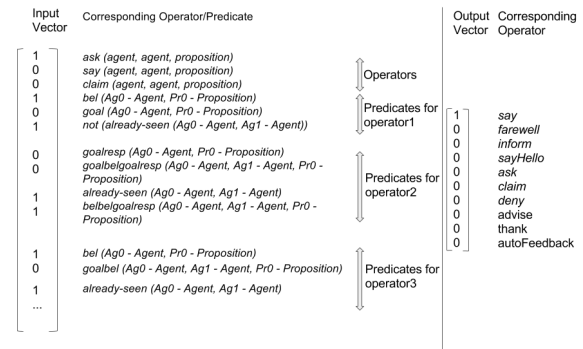 Input
Vector
Corresponding Operator/Predicate
Output
Vector
Corresponding
Operator
1 ask (agent, agent, proposition)
0 say (agent, agent, proposition)
0 claim (agent, agent, proposition)
Operators
1 bel (Ag0 - Agent, Pr0 - Proposition)
0 goal (Ag0 - Agent, Pr0 - Proposition)
1 not (already-seen (Ag0 - Agent, Ag1 - Agent))
Predicates for
operator1
0 goalresp (Ag0 - Agent, Pr0 - Proposition)
0 goalbelgoalresp (Ag0 - Agent, Ag1 - Agent, Pr0 -
Proposition)
1 already-seen (Ag0 - Agent, Ag1 - Agent)
1 belbelgoalresp (Ag0 - Agent, Ag1 - Agent, Pr0 -
Proposition)
Predicates for
operator2
1 bel (Ag0 - Agent, Pr0 - Proposition)
0 goalbel (Ag0 - Agent, Ag1 - Agent, Pr0 - Proposition)
1 already-seen (Ag0 - Agent, Ag1 - Agent)
...
Predicates for
operator3
1 say
0 farewell
0 inform
0 sayHello
0 ask
0 claim
0 deny
0 advise
0 thank
0 autoFeedback